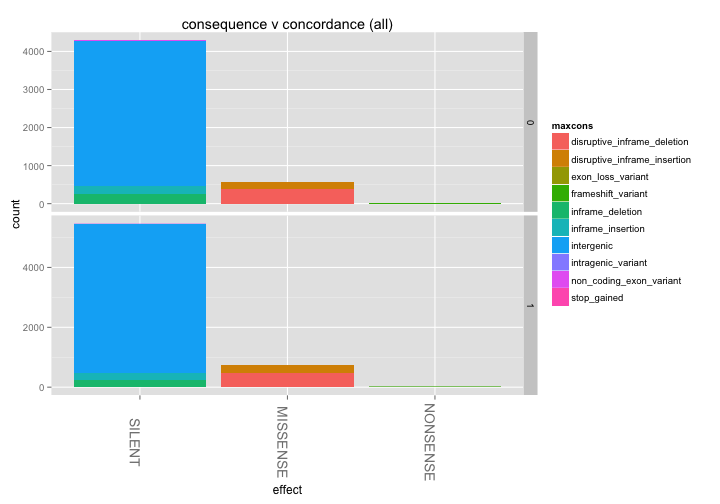 consequence v concordance (all)
4000
3000
2000
1000
0
0
4000
2000
0
1
count
SILENT
MISSENSE
NONSENSE
effect
maxcons
disruptive_inframe_deletion
disruptive_inframe_insertion
exon_loss_variant
frameshift_variant
inframe_deletion
inframe_insertion
intergenic
intragenic_variant
non_coding_exon_variant
stop_gained